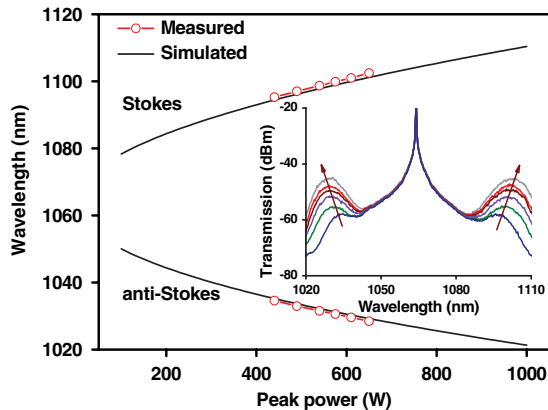 Measured
Simulated
Stokes
anti-Stokes
Wavelength (nm)
1120
1100
1080
1060
1040
1020
200
400
600
800
1000
Peak power (W)
Transmission (dBm)
-20
-40
-60
-80
1020
1050
1080
1110
Wavelength (nm)